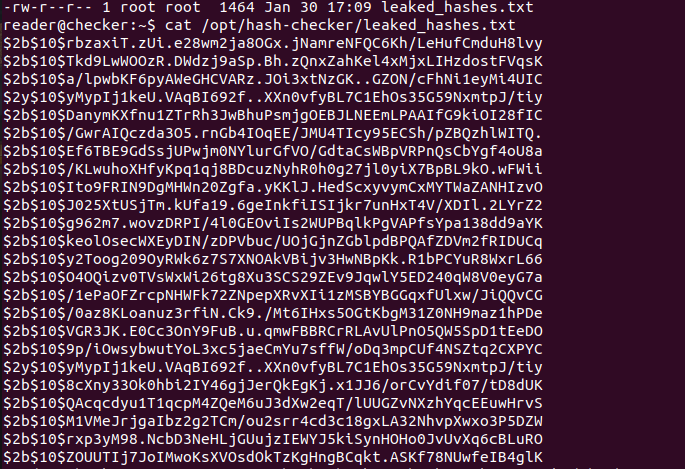 -rw-r--r-- 1 root root  1464 Jan 30 17:09 leaked_hashes.txt
reader@checker:~$ cat /opt/hash-checker/leaked_hashes.txt
$2b$10$rbzaxiT.zUi.e28wm2ja8OGx.jNamreNFQC6Kh/LeHufCmduH8lvy
$2b$10$Tkd9LwWOOzR.DWdzj9aSp.Bh.zQnxZahKel4xMjxLIHzdostFVqsK
$2b$10$a/lpwbKF6pyAWeGHCVARz.JOi3xtNzGK..GZON/cFhNi1eyMi4UIC
$2y$10$yMypIj1keU.VAqBI692f..XXn0vfyBL7C1EhOs35G59NxmtpJ/tiy
$2b$10$DanymKXfnu1ZTrRh3JwBhuPsmjgOEBJLNEEmLPAAIfG9kiOI28fIC
$2b$10$/GwrAIQczda3O5.rnGb4IOqEE/JMU4TIcy95ECSh/pZBQzhlWITQ.
$2b$10$Ef6TBE9GdSsjUPwjm0NYlurGfVO/GdtaCsWBpVRPnQsCbYgf4oU8a
$2b$10$/KLwuhoXHfyKpq1qj8BDcuzNyhR0h0g27jl0yiX7BpBL9kO.wFWii
$2b$10$Ito9FRIN9DgMHWn20Zgfa.yKKlJ.HedScxyvymCxMYTWaZANHIzvO
$2b$10$J025XtUSjTm.kUfa19.6geInkfiISIjkr7unHxT4V/XDIl.2LYrZ2
$2b$10$g962m7.wovzDRPI/4l0GEOviIs2WUPBqlkPgVAPfsYpa138dd9aYK
$2b$10$keolOsecWXEyDIN/zDPVbuc/UOjGjnZGblpdBPQAfZDVm2fRIDUCq
$2b$10$y2Toog209OyRWk6z7S7XNOAkVBijv3HwNBpKk.R1bPCYuR8WxrL66
$2b$10$O4OQizv0TVsWxWi26tg8Xu3SCS29ZEv9JqwlY5ED240qW8V0eyG7a
$2b$10$/1ePaOFZrcpNHWFk72ZNpepXRvXIi1zMSBYBGGqxfUlxw/JiQQvCG
$2b$10$/0az8KLoanuz3rfiN.Ck9./Mt6IHxs5OGtKbgM31Z0NH9maz1hPDe
$2b$10$VGR3JK.E0Cc3OnY9FuB.u.qmwFBBRCrRLAvUlPnO5QW5SpD1tEeDO
$2b$10$9p/iOwsybwutYoL3xc5jaeCmYu7sffW/oDq3mpCUf4NSZtq2CXPYC
$2y$10$yMypIj1keU.VAqBI692f..XXn0vfyBL7C1EhOs35G59NxmtpJ/tiy
$2b$10$8cXny33Ok0hbi2IY46gjJerQkEgKj.x1JJ6/orCvYdif07/tD8dUK
$2b$10$QAcqcdyu1T1qcpM4ZQeM6uJ3dXw2eqT/lUUGZvNXzhYqcEEuwHrvS
$2b$10$M1VMeJrjgaIbz2g2TCm/ou2srr4cd3c18gxLA32NhvpXwxo3P5DZW
$2b$10$rxp3yM98.NcbD3NeHLjGUujzIEWYJ5kiSynHOHo0JvUvXq6cBLuRO
$2b$10$ZOUUTIj7JoIMwoKsXVOsdOkTzKgHngBCqkt.ASKf78NUwfeIB4glK